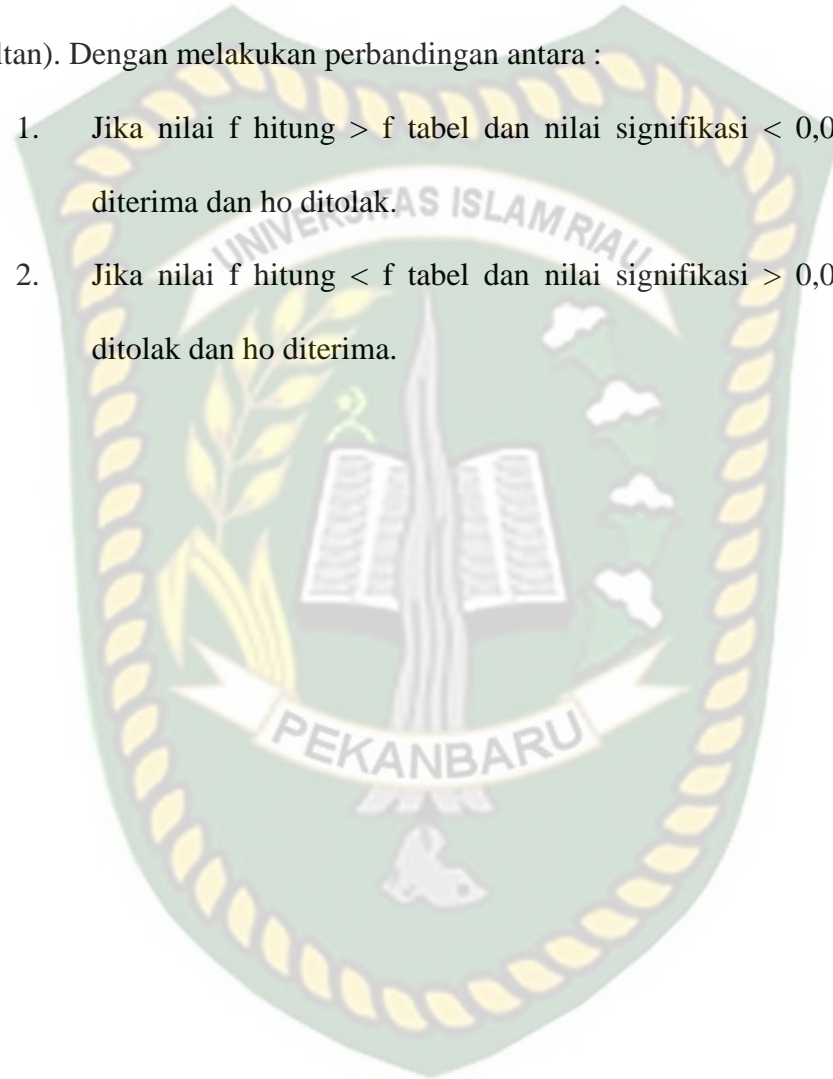 ltan). Dengan melakukan perbandingan antara :
1. Jika nilai f hitung > f tabel dan nilai signifikasi < 0,0
diterima dan ho ditolak.
2. Jika nilai f hitung < f tabel dan nilai signifikasi > 0,0
ditolak dan ho diterima.
UNIVERSITAS ISLAM RIAU
PEKANBARU